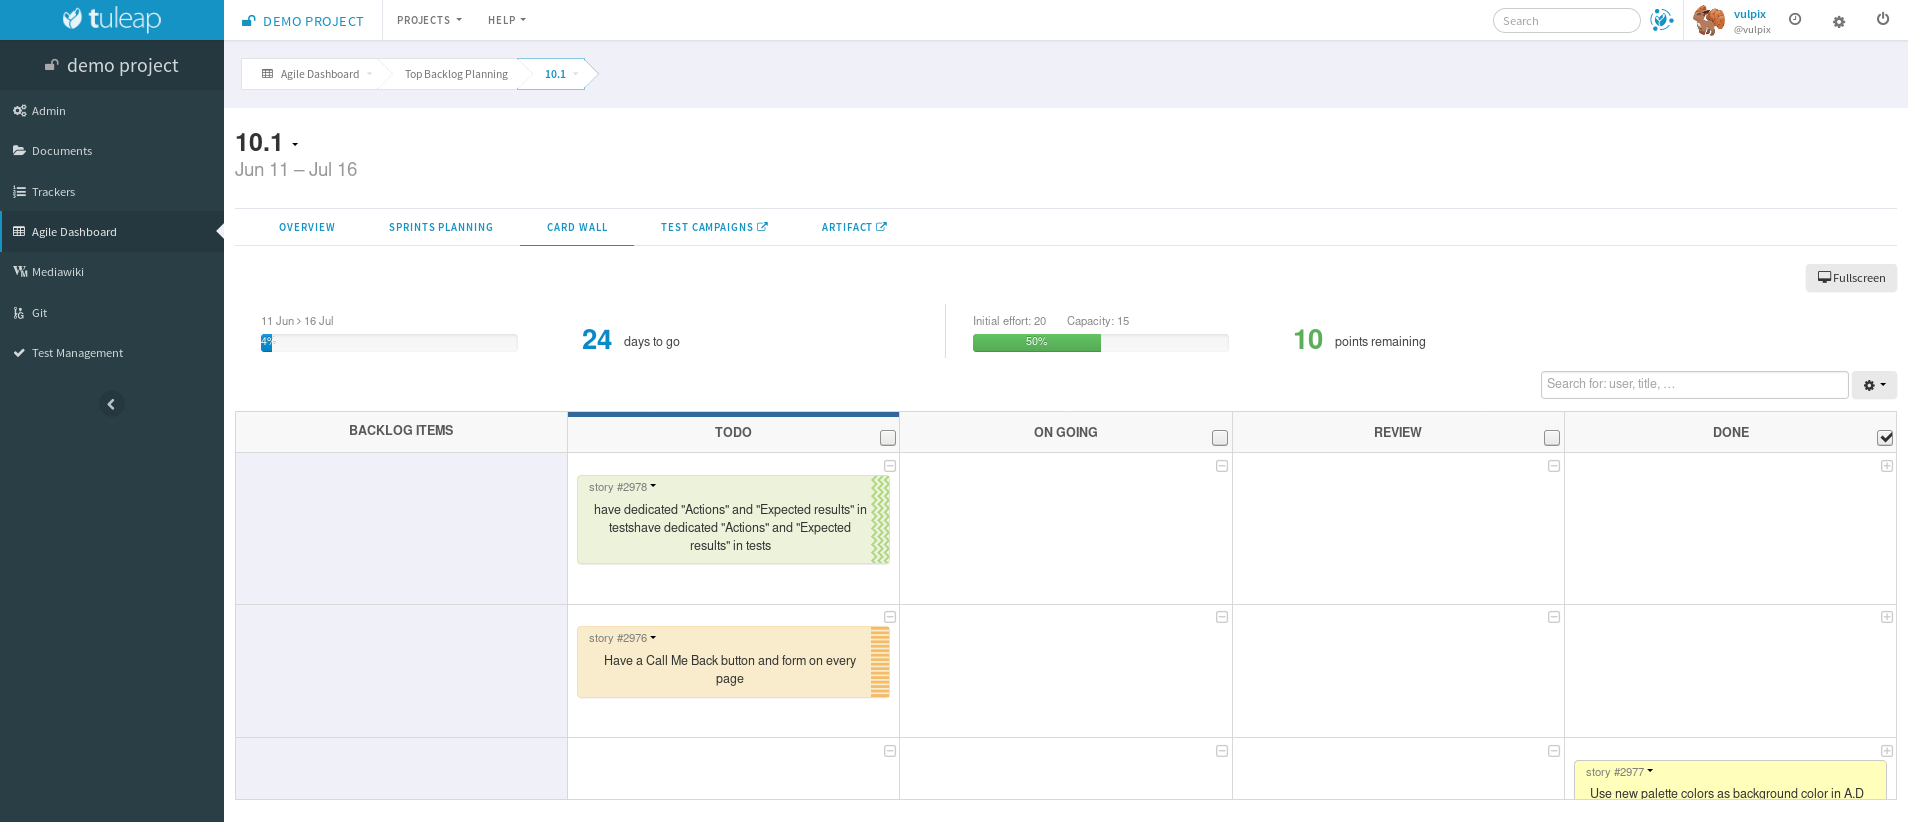 tuleap
DEMO PROJECT
PROJECTS
HELP
Search
vulpix
@vulpix
demo project
Admin
Documents
Trackers
Agile Dashboard
Mediawiki
Git
Test Management
Agile Dashboard
Top Backlog Planning
10.1
10.1
Jun 11 – Jul 16
OVERVIEW
SPRINTS PLANNING
CARD WALL
TEST CAMPAIGNS
ARTIFACT
Fullscreen
11 Jun > 16 Jul
4%
24 days to go
Initial effort: 20 Capacity: 15
50%
10 points remaining
Search for: user, title, ...
BACKLOG ITEMS
TODO
ON GOING
REVIEW
DONE
story #2978
have dedicated "Actions" and "Expected results" in
testshave dedicated "Actions" and "Expected
results" in tests
story #2976
Have a Call Me Back button and form on every
page
story #2977
Use new palette colors as background color in A.D